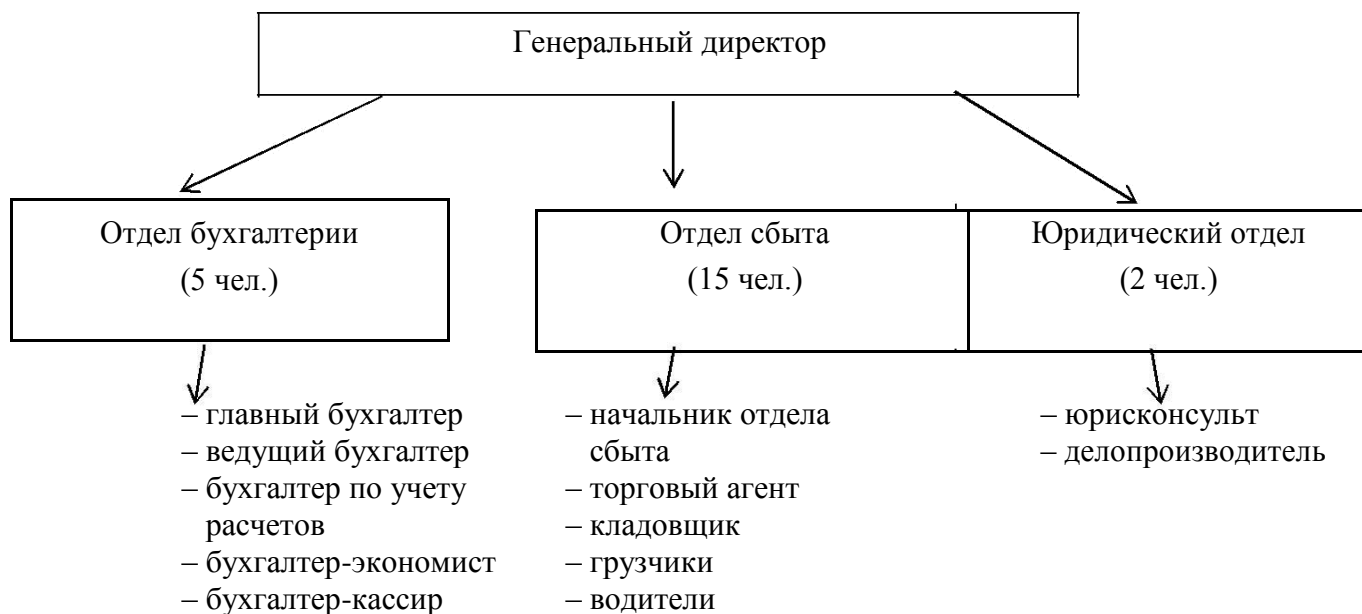 Генеральный директор
Отдел бухгалтерии
(5 чел.)
Отдел сбыта
(15 чел.)
Юридический отдел
(2 чел.)
– главный бухгалтер
– ведущий бухгалтер
– бухгалтер по учету
расчетов
– бухгалтер-экономист
– бухгалтер-кассир
– начальник отдела
сбыта
– торговый агент
– кладовщик
– грузчики
– водители
– юрисконсульт
– делопроизводитель